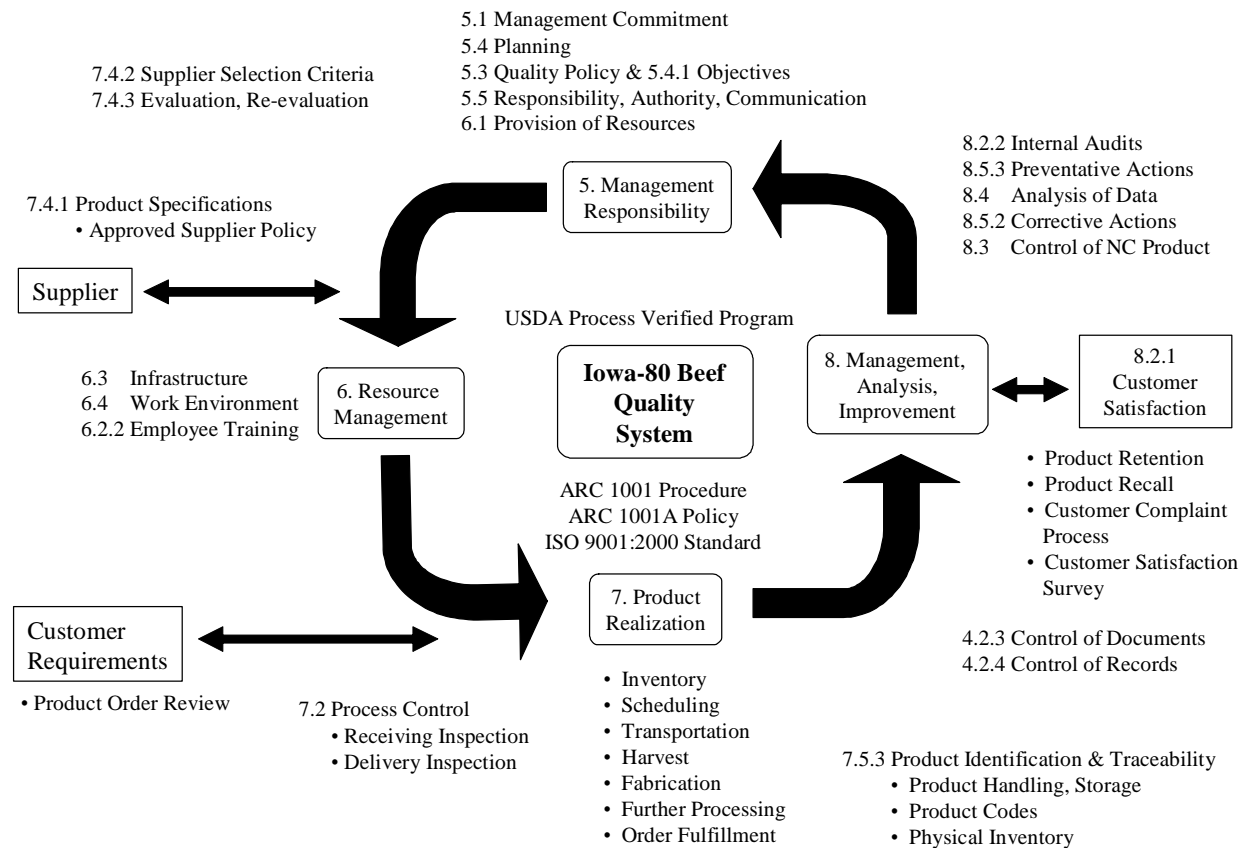 5.1 Management Commitment
5.4 Planning
5.3 Quality Policy & 5.4.1 Objectives
5.5 Responsibility, Authority, Communication
6.1 Provision of Resources
7.4.2 Supplier Selection Criteria
7.4.3 Evaluation, Re-evaluation
8.2.2 Internal Audits
8.5.3 Preventative Actions
8.4 Analysis of Data
8.5.2 Corrective Actions
8.3 Control of NC Product
5. Management
Responsibility
7.4.1 Product Specifications
• Approved Supplier Policy
Supplier
USDA Process Verified Program
Iowa-80 Beef
Quality
System
8. Management,
Analysis,
Improvement
8.2.1
Customer
Satisfaction
6.3 Infrastructure
6.4 Work Environment
6.2.2 Employee Training
6. Resource
Management
• Product Retention
• Product Recall
• Customer Complaint
Process
• Customer Satisfaction
Survey
ARC 1001 Procedure
ARC 1001A Policy
ISO 9001:2000 Standard
7. Product
Realization
Customer
Requirements
• Product Order Review
4.2.3 Control of Documents
4.2.4 Control of Records
7.2 Process Control
• Receiving Inspection
• Delivery Inspection
• Inventory
• Scheduling
• Transportation
• Harvest
• Fabrication
• Further Processing
• Order Fulfillment
7.5.3 Product Identification & Traceability
• Product Handling, Storage
• Product Codes
• Physical Inventory